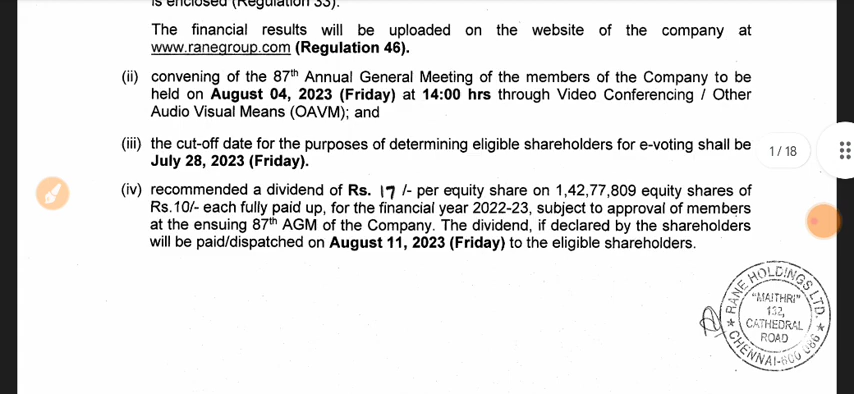 is enclosed (Regulation 33).
The financial results will be uploaded on the website of the company at
www.ranegroup.com (Regulation 46).
(ii) convening of the 87th Annual General Meeting of the members of the Company to be
held on August 04, 2023 (Friday) at 14:00 hrs through Video Conferencing / Other
Audio Visual Means (OAVM); and
(iii) the cut-off date for the purposes of determining eligible shareholders for e-voting shall be
July 28, 2023 (Friday).
1 / 18
(iv) recommended a dividend of Rs. 17 /- per equity share on 1,42,77,809 equity shares of
Rs.10/- each fully paid up, for the financial year 2022-23, subject to approval of members
at the ensuing 87th AGM of the Company. The dividend, if declared by the shareholders
will be paid/dispatched on August 11, 2023 (Friday) to the eligible shareholders.
RANE HOLDINGS LTD.
"MAITHRI"
132,
CATHEDRAL
ROAD
CHENNAI-600 086